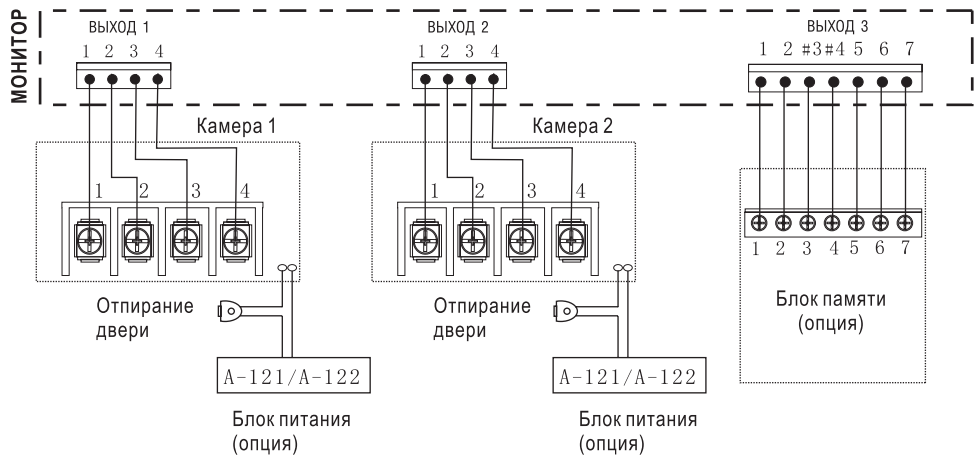 МОНИТОР
ВЫХОД 1
1 2 3 4
ВЫХОД 2
1 2 3 4
ВЫХОД 3
1 2 #3 #4 5 6 7
Камера 1
1 2 3 4
Камера 2
1 2 3 4
1 2 3 4 5 6 7
Отпирание
двери
A-121/A-122
Блок питания
(опция)
Отпирание
двери
A-121/A-122
Блок питания
(опция)
Блок памяти
(опция)